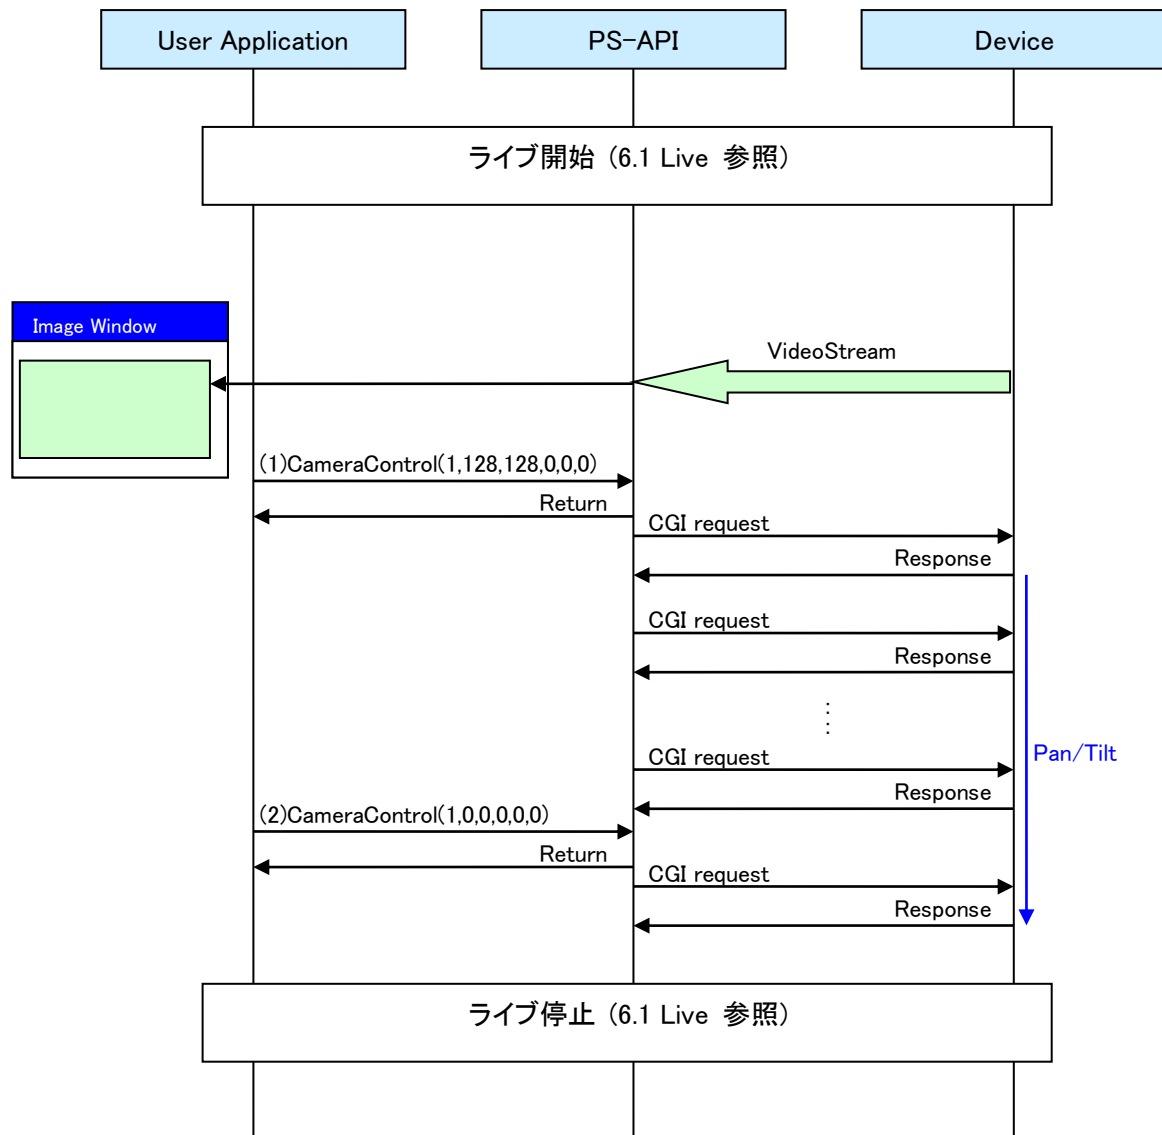 User Application
PS-API
Device
ライブ開始 (6.1 Live 参照)
Image Window
VideoStream
(1)CameraControl(1,128,128,0,0,0)
Return
CGI request
Response
CGI request
Response
Pan/Tilt
CGI request
Response
(2)CameraControl(1,0,0,0,0,0)
Return
CGI request
Response
ライブ停止 (6.1 Live 参照)